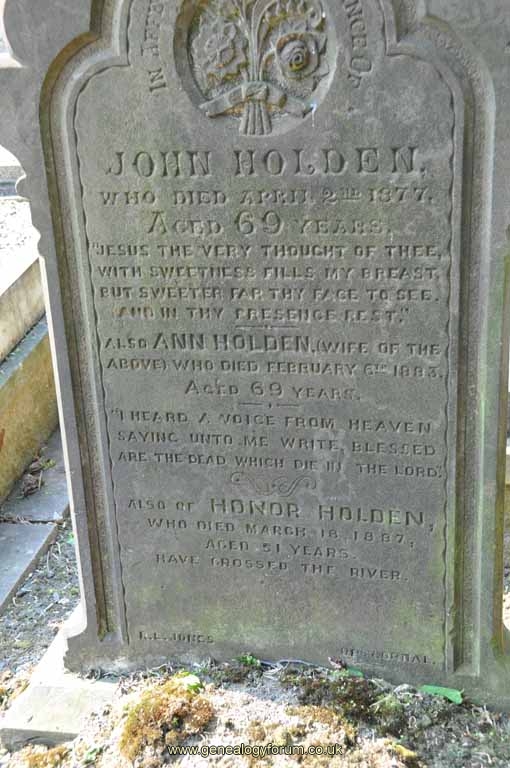 IN AFFE
NCE OF
JOHN HOLDEN,
WHO DIED APRIL 2ND 1877.
AGED 69 YEARS.
"JESUS THE VERY THOUGHT OF THEE,
WITH SWEETNESS FILLS MY BREAST,
BUT SWEETER FAR THY FACE TO SEE.
AND IN THY PRESENCE REST."
ALSO ANN HOLDEN, (WIFE OF THE
ABOVE) WHO DIED FEBRUARY 6TH 1883.
AGED 69 YEARS.
"I HEARD A VOICE FROM HEAVEN
SAYING UNTO ME WRITE, BLESSED
ARE THE DEAD WHICH DIE IN THE LORD".
ALSO OF HONOR HOLDEN,
WHO DIED MARCH 18, 1887;
AGED 51 YEARS.
HAVE CROSSED THE RIVER.
JONES
www.genealogyforum.co.uk